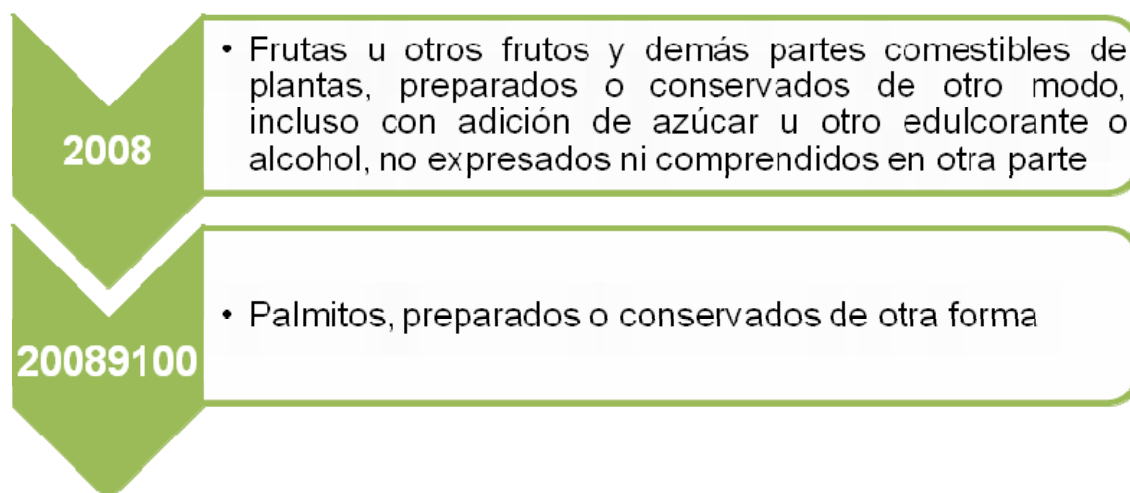 2008
• Frutas u otros frutos y demás partes comestibles de
plantas, preparados o conservados de otro modo,
incluso con adición de azúcar u otro edulcorante o
alcohol, no expresados ni comprendidos en otra parte
20089100
• Palmitos, preparados o conservados de otra forma